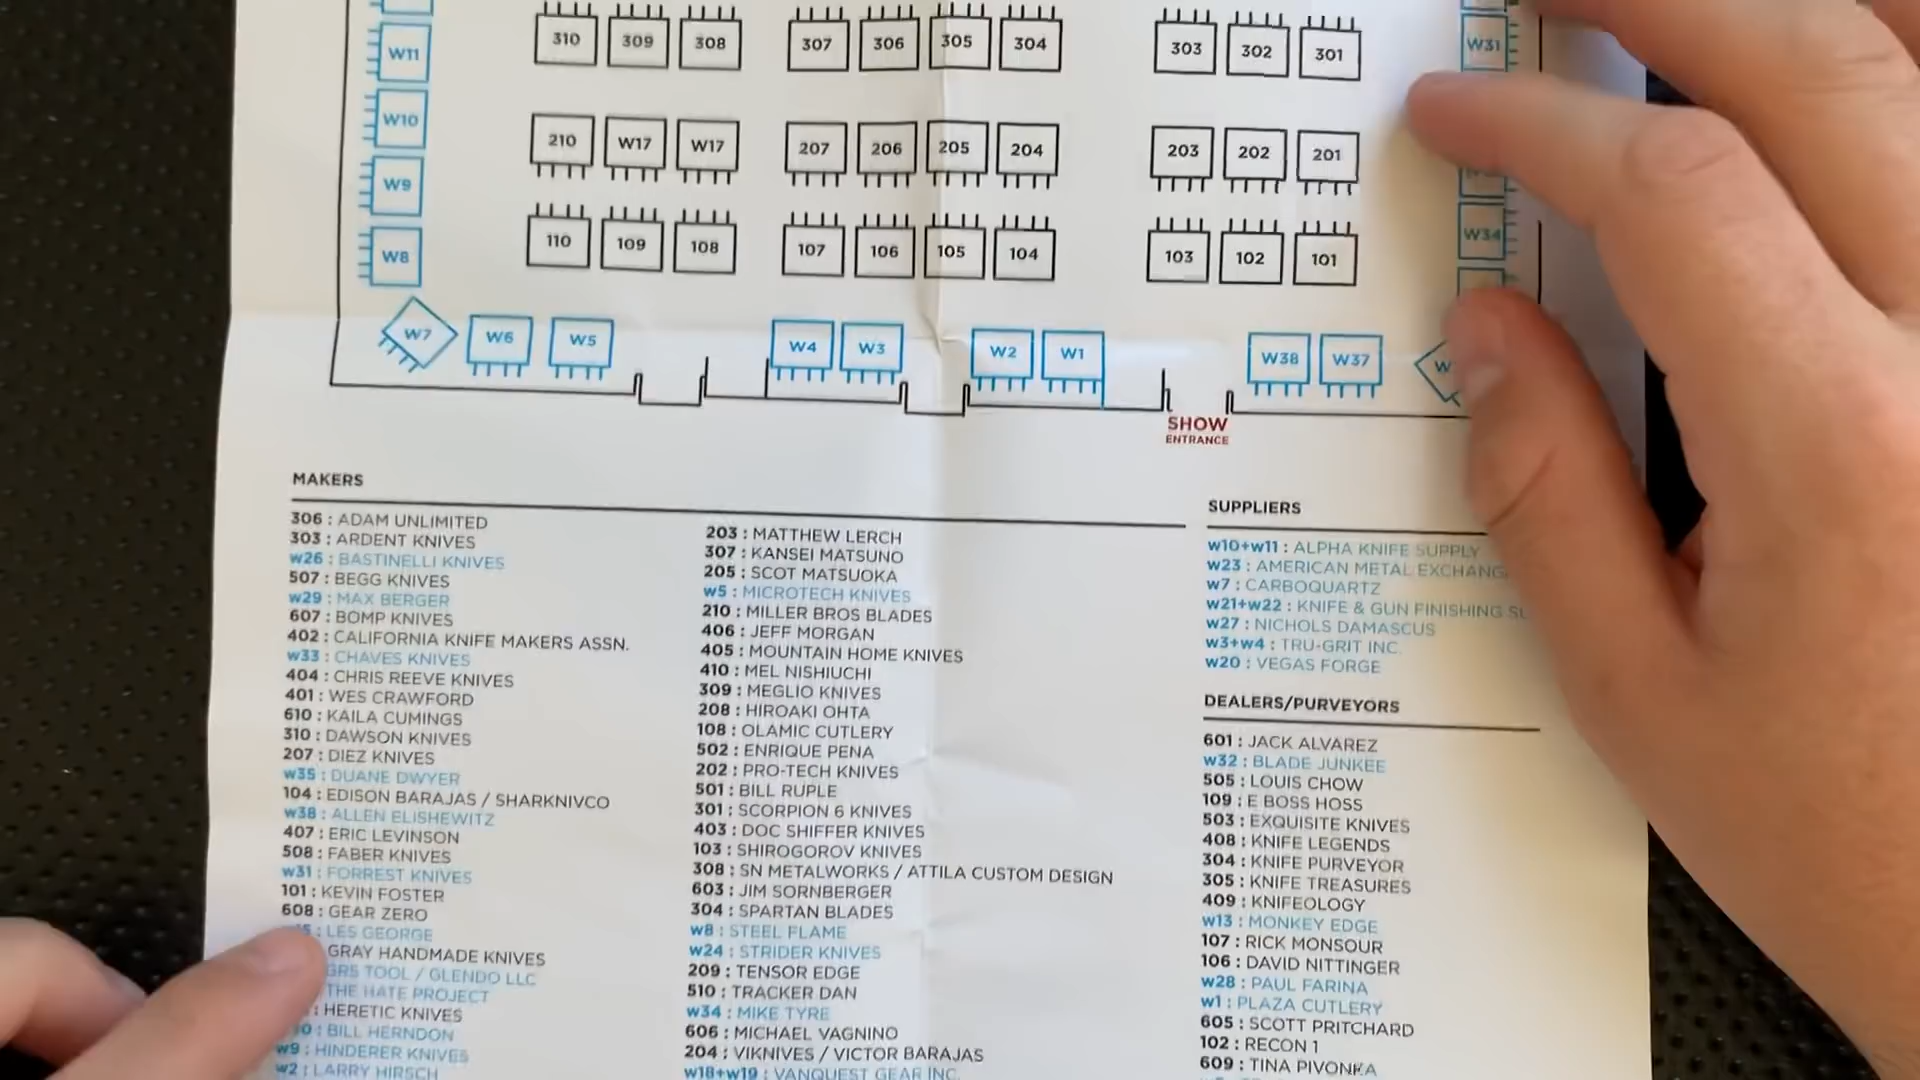 W11 310 309 308 307 306 305 304 303 302 301 W31
W10 210 W17 W17 207 206 205 204 203 202 201
W9
W8 110 109 108 107 106 105 104 103 102 101 W34
W7 W6 W5 W4 W3 W2 W1 W38 W37
SHOW
ENTRANCE
MAKERS
306 : ADAM UNLIMITED
303 : ARDENT KNIVES
w26 : BASTINELLI KNIVES
507 : BEGG KNIVES
w29 : MAX BERGER
607 : BOMP KNIVES
402 : CALIFORNIA KNIFE MAKERS ASSN.
w33 : CHAVES KNIVES
404 : CHRIS REEVE KNIVES
401 : WES CRAWFORD
610 : KAILA CUMINGS
310 : DAWSON KNIVES
207 : DIEZ KNIVES
w35 : DUANE DWYER
104 : EDISON BARAJAS / SHARKNIVCO
w38 : ALLEN ELISHEWITZ
407 : ERIC LEVINSON
508 : FABER KNIVES
w31 : FORREST KNIVES
101 : KEVIN FOSTER
608 : GEAR ZERO
LES GEORGE
GRAY HANDMADE KNIVES
GRS TOOL / GLENDO LLC
THE HATE PROJECT
HERETIC KNIVES
BILL HERNDON
w9 : HINDERER KNIVES
w2 : LARRY HIRSCH
203 : MATTHEW LERCH
307 : KANSEI MATSUNO
205 : SCOT MATSUOKA
w5 : MICROTECH KNIVES
210 : MILLER BROS BLADES
406 : JEFF MORGAN
405 : MOUNTAIN HOME KNIVES
410 : MEL NISHIUCHI
309 : MEGLIO KNIVES
208 : HIROAKI OHTA
108 : OLAMIC CUTLERY
502 : ENRIQUE PENA
202 : PRO-TECH KNIVES
501 : BILL RUPLE
301 : SCORPION 6 KNIVES
403 : DOC SHIFFER KNIVES
103 : SHIROGOROV KNIVES
308 : SN METALWORKS / ATTILA CUSTOM DESIGN
603 : JIM SORNBERGER
304 : SPARTAN BLADES
w8 : STEEL FLAME
w24 : STRIDER KNIVES
209 : TENSOR EDGE
510 : TRACKER DAN
w34 : MIKE TYRE
606 : MICHAEL VAGNINO
204 : VIKNIVES / VICTOR BARAJAS
w18+w19 : VANQUEST GEAR INC.
SUPPLIERS
w10+w11 : ALPHA KNIFE SUPPLY
w23 : AMERICAN METAL EXCHANG
w7 : CARBOQUARTZ
w21+w22 : KNIFE & GUN FINISHING SU
w27 : NICHOLS DAMASCUS
w3+w4 : TRU-GRIT INC.
w20 : VEGAS FORGE
DEALERS/PURVEYORS
601 : JACK ALVAREZ
w32 : BLADE JUNKEE
505 : LOUIS CHOW
109 : E BOSS HOSS
503 : EXQUISITE KNIVES
408 : KNIFE LEGENDS
304 : KNIFE PURVEYOR
305 : KNIFE TREASURES
409 : KNIFEOLOGY
w13 : MONKEY EDGE
107 : RICK MONSOUR
106 : DAVID NITTINGER
w28 : PAUL FARINA
w1 : PLAZA CUTLERY
605 : SCOTT PRITCHARD
102 : RECON 1
609 : TINA PIVONKA